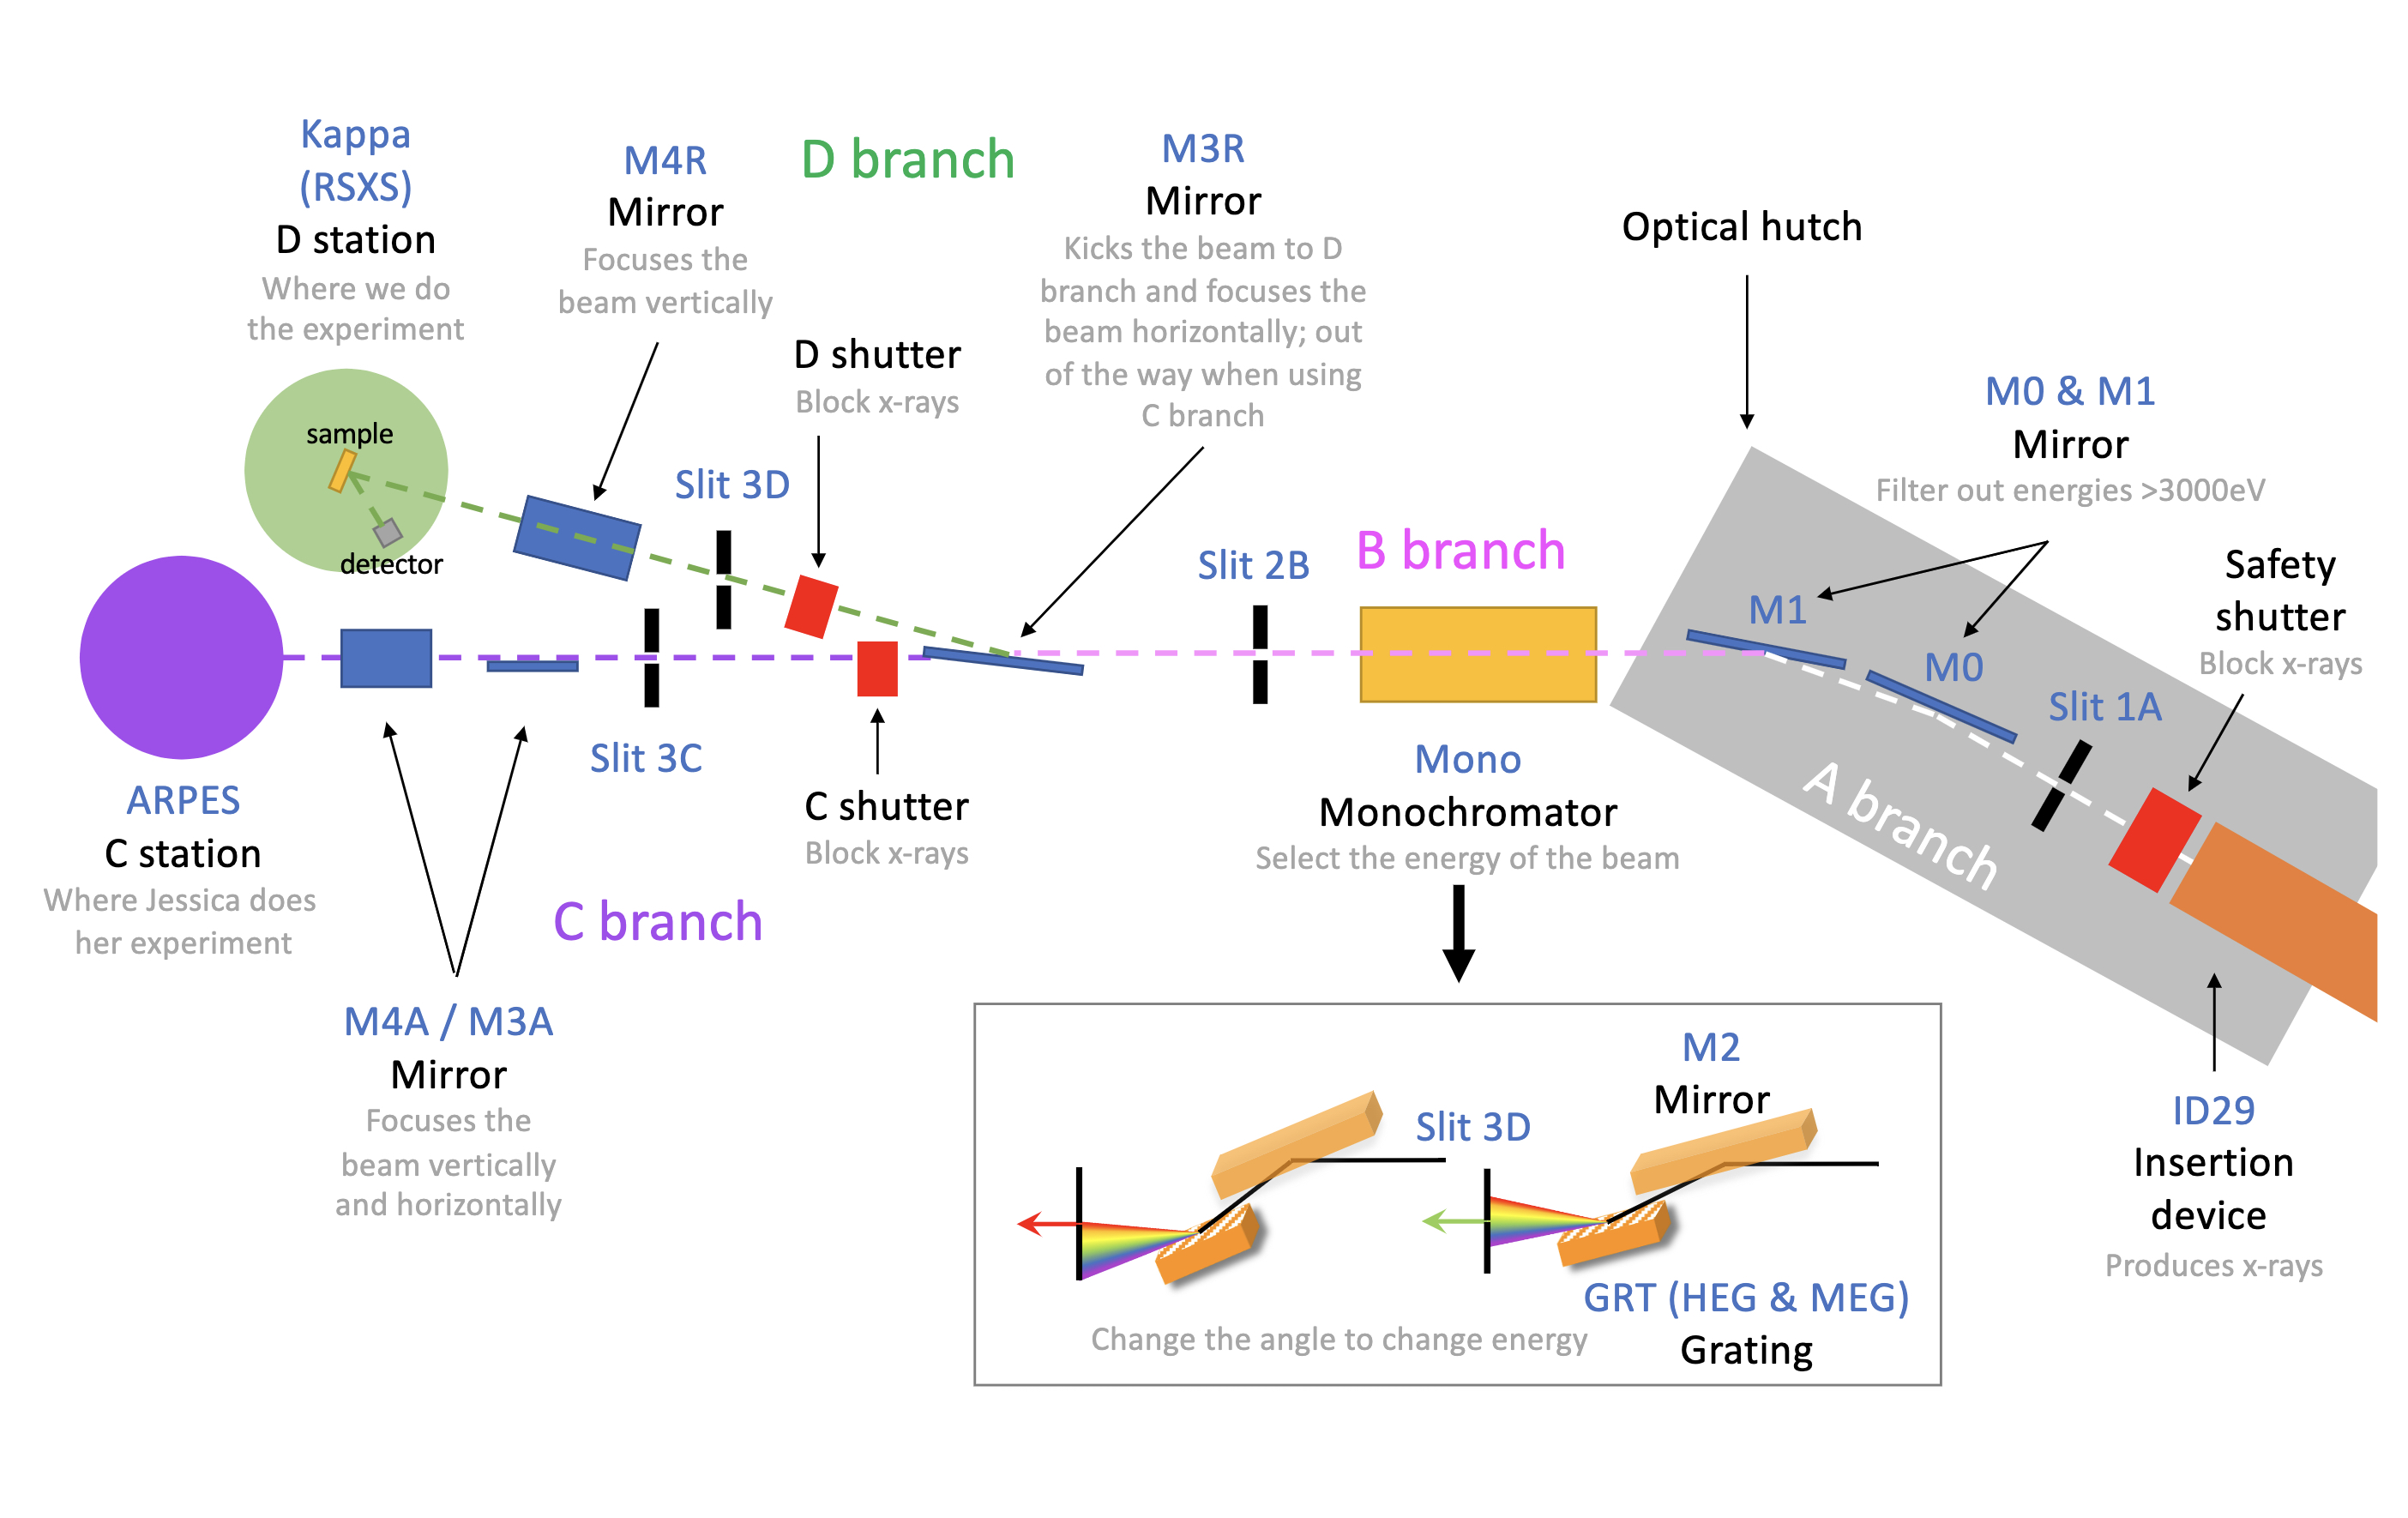 Kappa
(RSXS)
D station
Where we do
the experiment
M4R
Mirror
Focuses the
beam vertically
D branch
D shutter
Block x-rays
M3R
Mirror
Kicks the beam to D
branch and focuses the
beam horizontally; out
of the way when using
C branch
Optical hutch
M0 & M1
Mirror
Filter out energies >3000eV
Safety
shutter
Block x-rays
sample
detector
Slit 3D
Slit 2B
B branch
M1
M0
Slit 1A
A branch
Slit 3C
C shutter
Block x-rays
Mono
Monochromator
Select the energy of the beam
ARPES
C station
Where Jessica does
her experiment
C branch
M4A / M3A
Mirror
Focuses the
beam vertically
and horizontally
M2
Mirror
Slit 3D
GRT (HEG & MEG)
Grating
Change the angle to change energy
ID29
Insertion
device
Produces x-rays